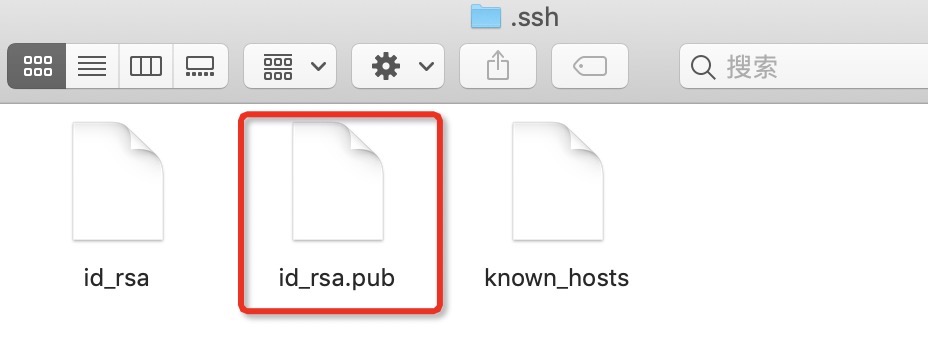 .ssh
搜索
id_rsa
id_rsa.pub
known_hosts